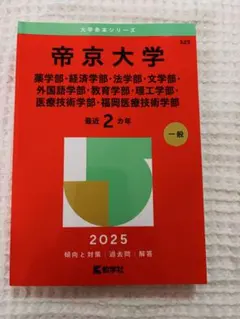 大学赤本シリーズ
帝京大学
薬学部・経済学部・法学部・文学部・
外国語学部・教育学部・理工学部・
医療技術学部・福岡医療技術学部
最近2カ年
一般
2025
傾向と対策｜過去問｜解答
教学社